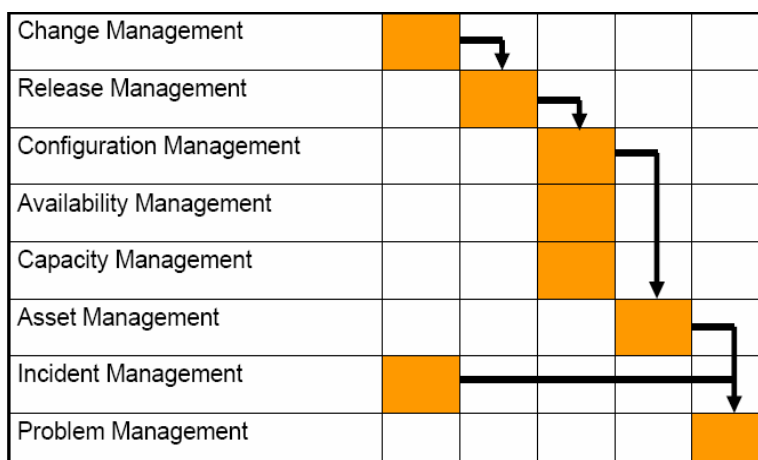 Change Management
Release Management
Configuration Management
Availability Management
Capacity Management
Asset Management
Incident Management
Problem Management